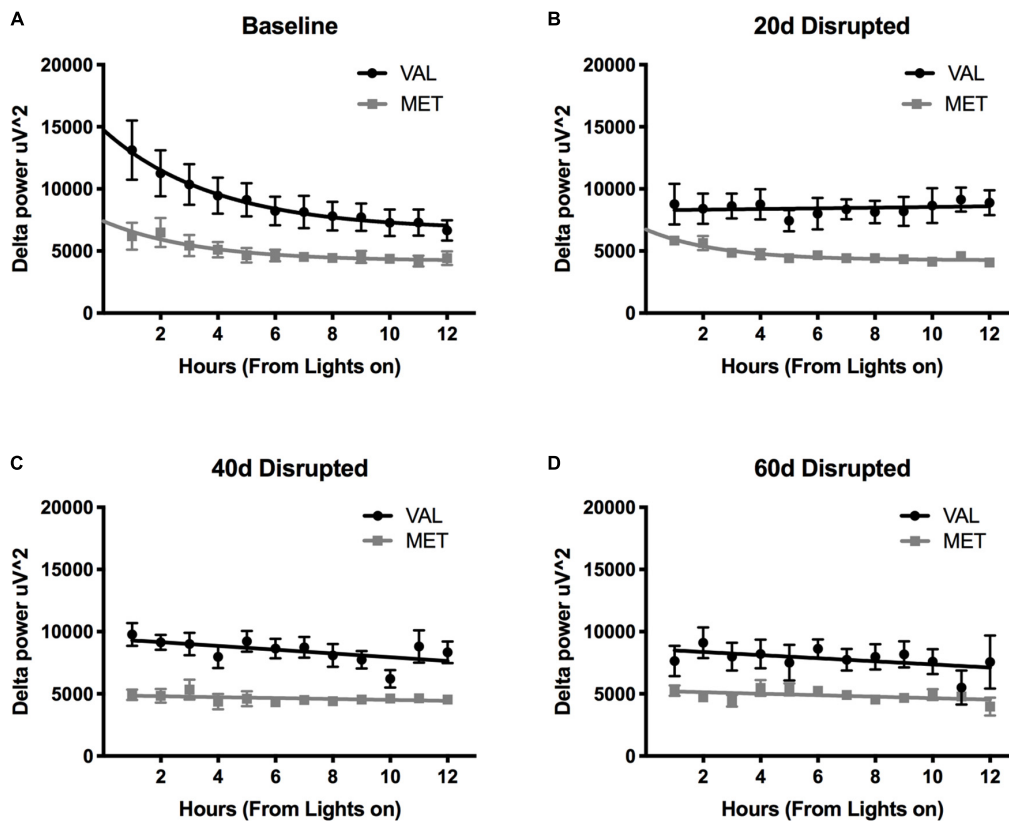 A
Baseline
20000
15000
10000
5000
0
Delta power uV^2
VAL
MET
2 4 6 8 10 12
Hours (From Lights on)
B
20d Disrupted
20000
15000
10000
5000
0
Delta power uV^2
VAL
MET
2 4 6 8 10 12
Hours (From Lights on)
C
40d Disrupted
20000
15000
10000
5000
0
Delta power uV^2
VAL
MET
2 4 6 8 10 12
Hours (From Lights on)
D
60d Disrupted
20000
15000
10000
5000
0
Delta power uV^2
VAL
MET
2 4 6 8 10 12
Hours (From Lights on)